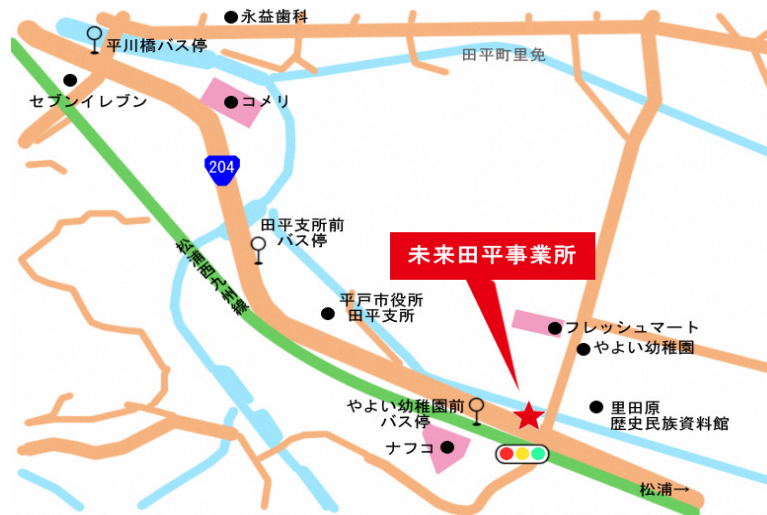 永益歯科
平川橋バス停
田平町里免
セブンイレブン
コメリ
204
田平支所前
バス停
松浦西九州線
未来田平事業所
平戸市役所
田平支所
フレッシュマート
やよい幼稚園
やよい幼稚園前
バス停
里田原
歴史民族資料館
ナフコ
松浦→